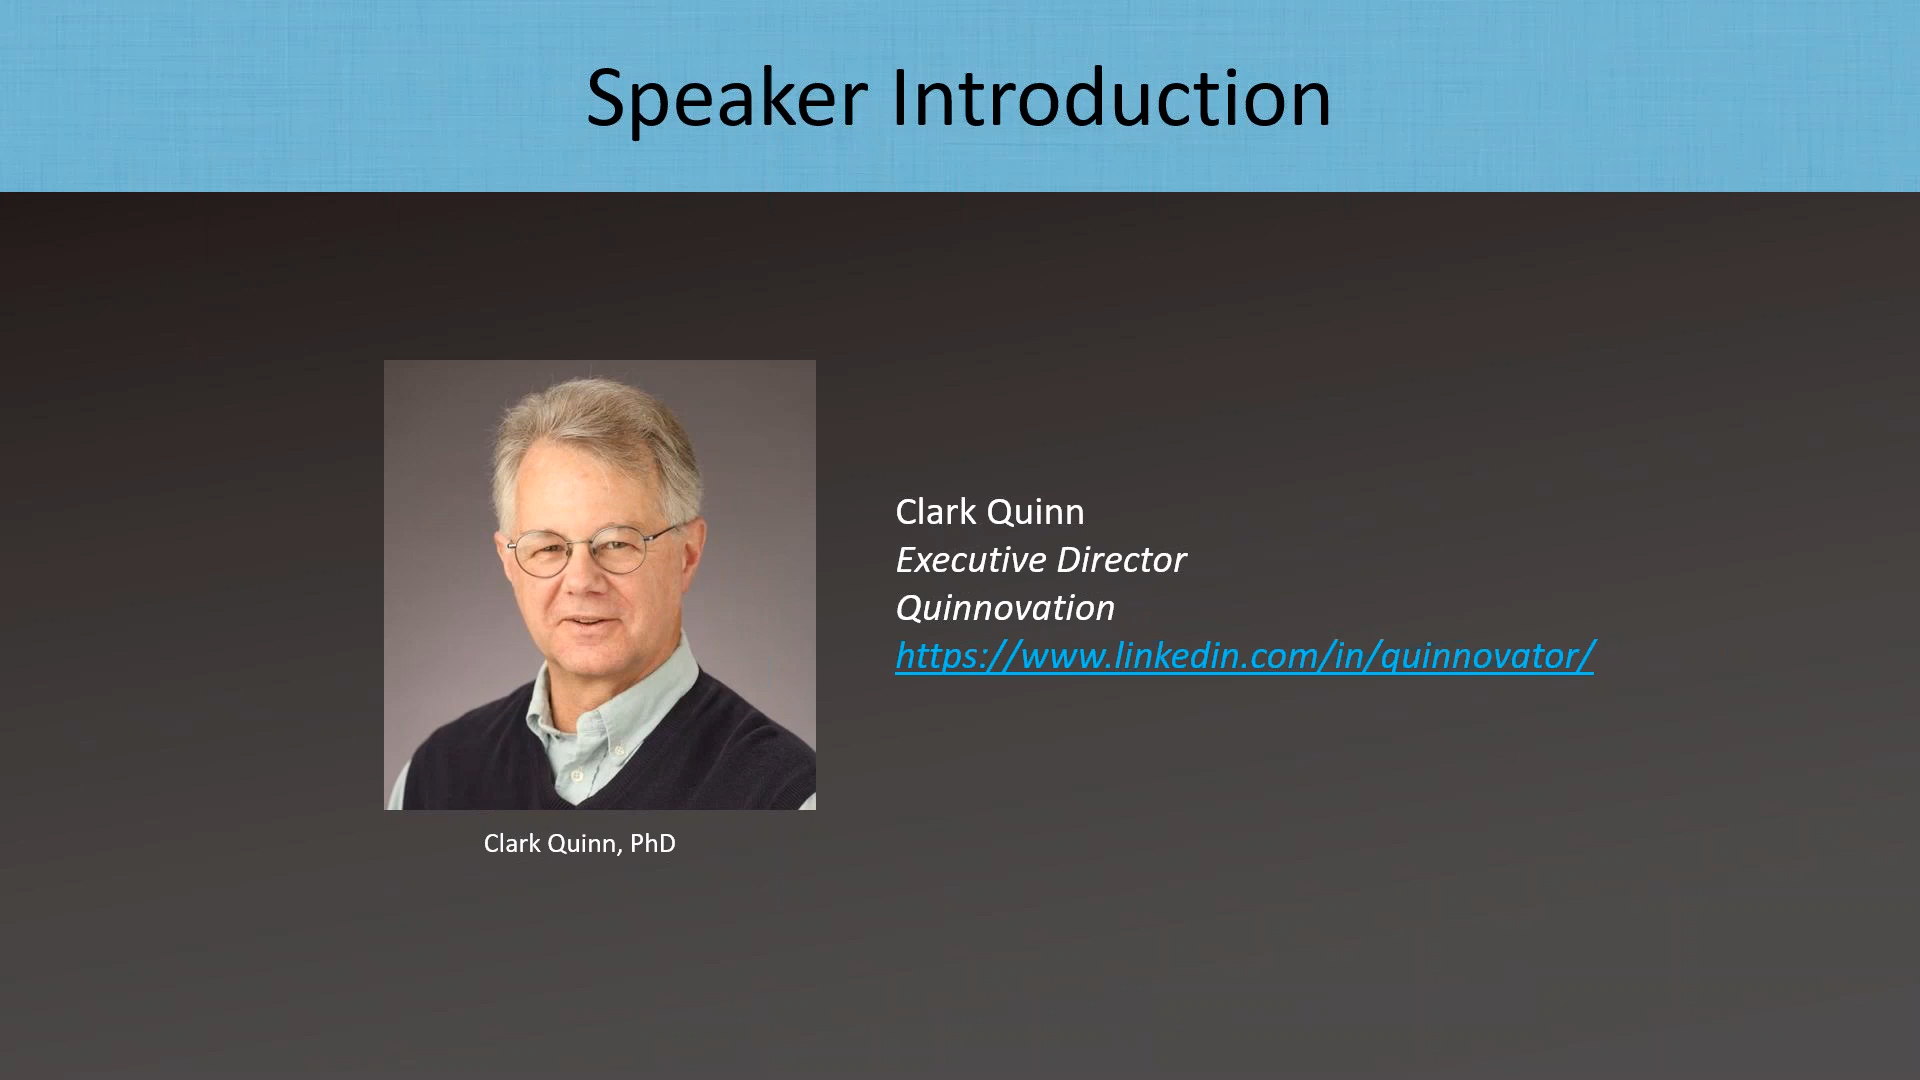 Speaker Introduction
Clark Quinn
Executive Director
Quinnovation
https://www.linkedin.com/in/quinnovator/
Clark Quinn, PhD